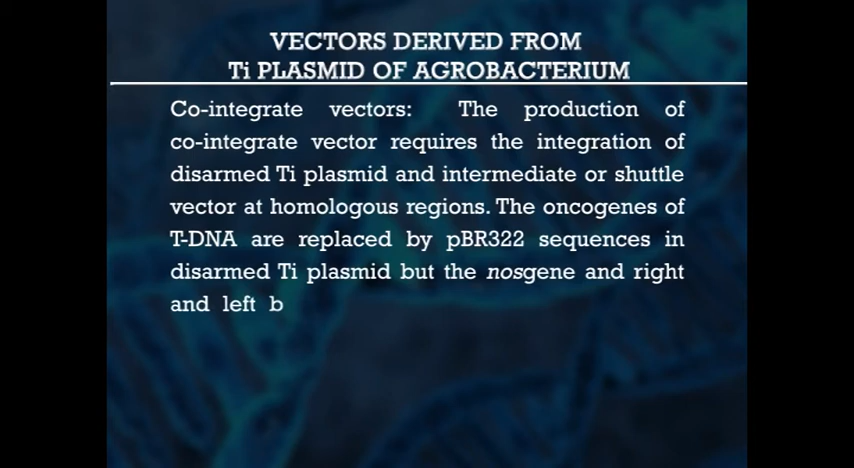 VECTORS DERIVED FROM
Ti PLASMID OF AGROBACTERIUM
Co-integrate vectors: The production of
co-integrate vector requires the integration of
disarmed Ti plasmid and intermediate or shuttle
vector at homologous regions. The oncogenes of
T-DNA are replaced by pBR322 sequences in
disarmed Ti plasmid but the nosgene and right
and left b